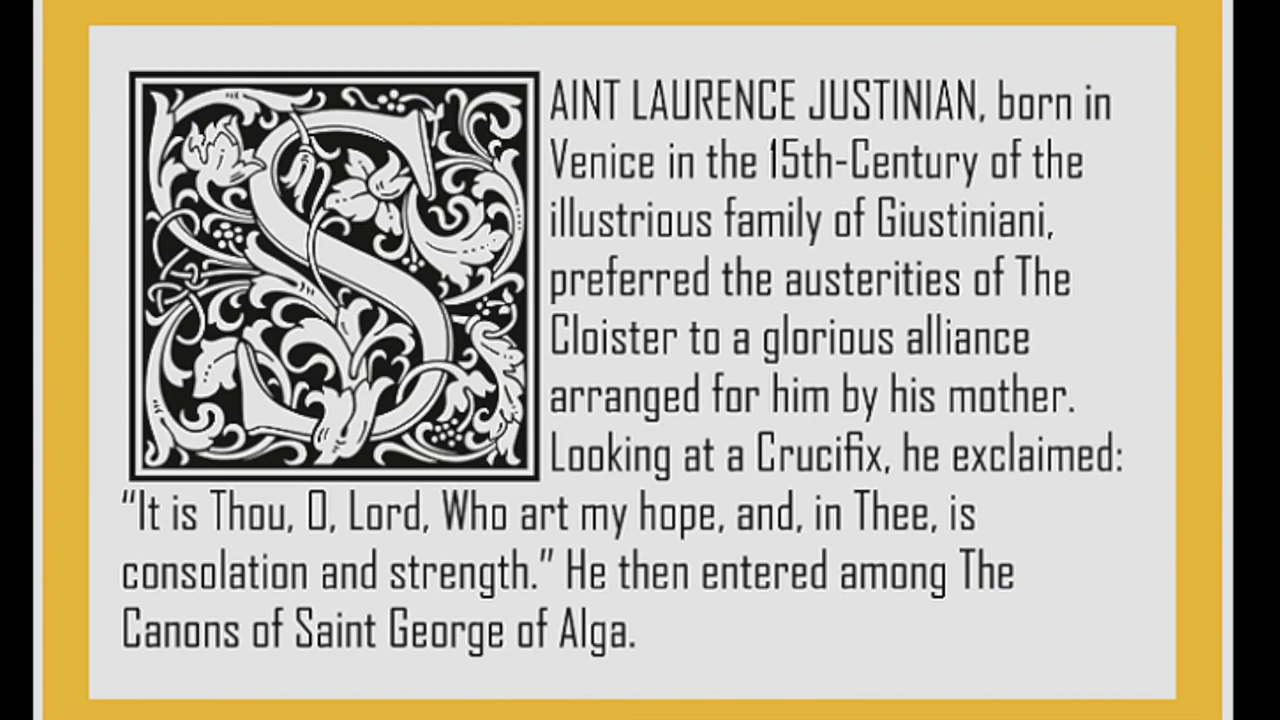 SAINT LAURENCE JUSTINIAN, born in
Venice in the 15th-Century of the
illustrious family of Giustiniani,
preferred the austerities of The
Cloister to a glorious alliance
arranged for him by his mother.
Looking at a Crucifix, he exclaimed:
“It is Thou, O, Lord, Who art my hope, and, in Thee, is
consolation and strength.” He then entered among The
Canons of Saint George of Alga.